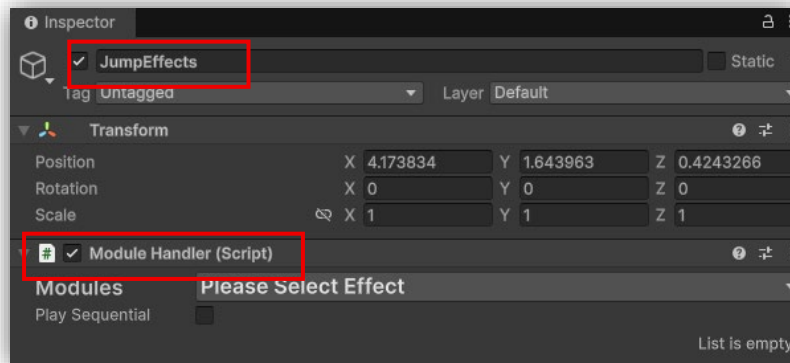 Inspector
JumpEffects Static
Tag Untagged Layer Default
Transform
Position X 4.173834 Y 1.643963 Z 0.4243266
Rotation X 0 Y 0 Z 0
Scale X 1 Y 1 Z 1
# Module Handler (Script)
Modules Please Select Effect
Play Sequential
List is empty